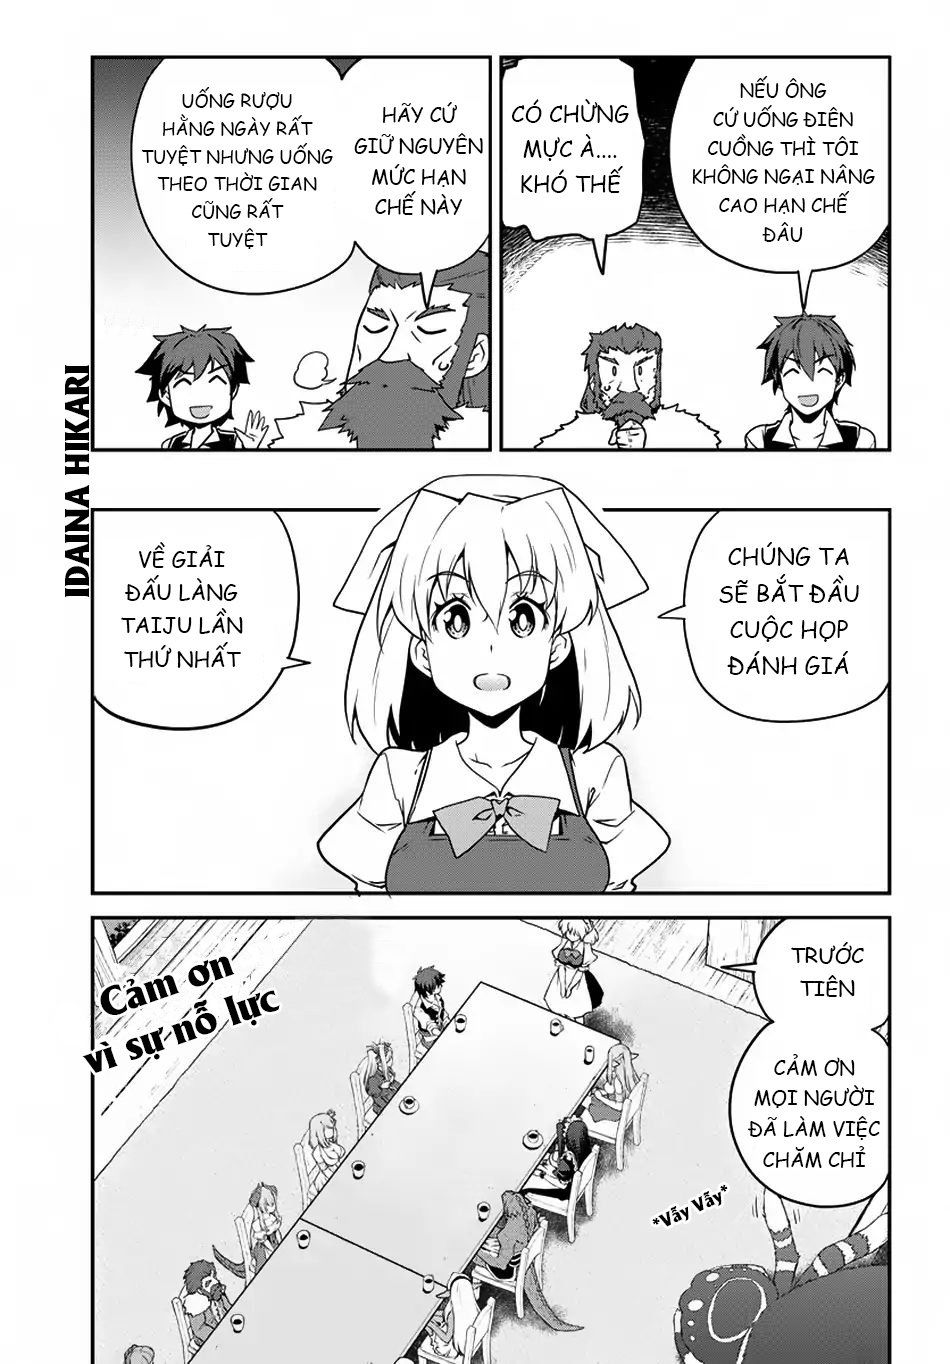 NẾU ÔNG
CỨ UỐNG ĐIÊN
CUỒNG THÌ TÔI
KHÔNG NGẠI NÂNG
CAO HẠN CHẾ
ĐÂU
CÓ CHỪNG
MỰC À....
KHÓ THẾ
HÃY CỨ
GIỮ NGUYÊN
MỨC HẠN
CHẾ NÀY
UỐNG RƯỢU
HẰNG NGÀY RẤT
TUYỆT NHƯNG UỐNG
THEO THỜI GIAN
CŨNG RẤT
TUYỆT
IDAINA HIKARI
CHÚNG TA
SẼ BẮT ĐẦU
CUỘC HỌP
ĐÁNH GIÁ
VỀ GIẢI
ĐẤU LÀNG
TAIJU LẦN
THỨ NHẤT
TRƯỚC
TIÊN
CẢM ƠN
MỌI NGƯỜI
ĐÃ LÀM VIỆC
CHĂM CHỈ
Cảm ơn
vì sự nỗ lực
*Vẫy Vẫy*